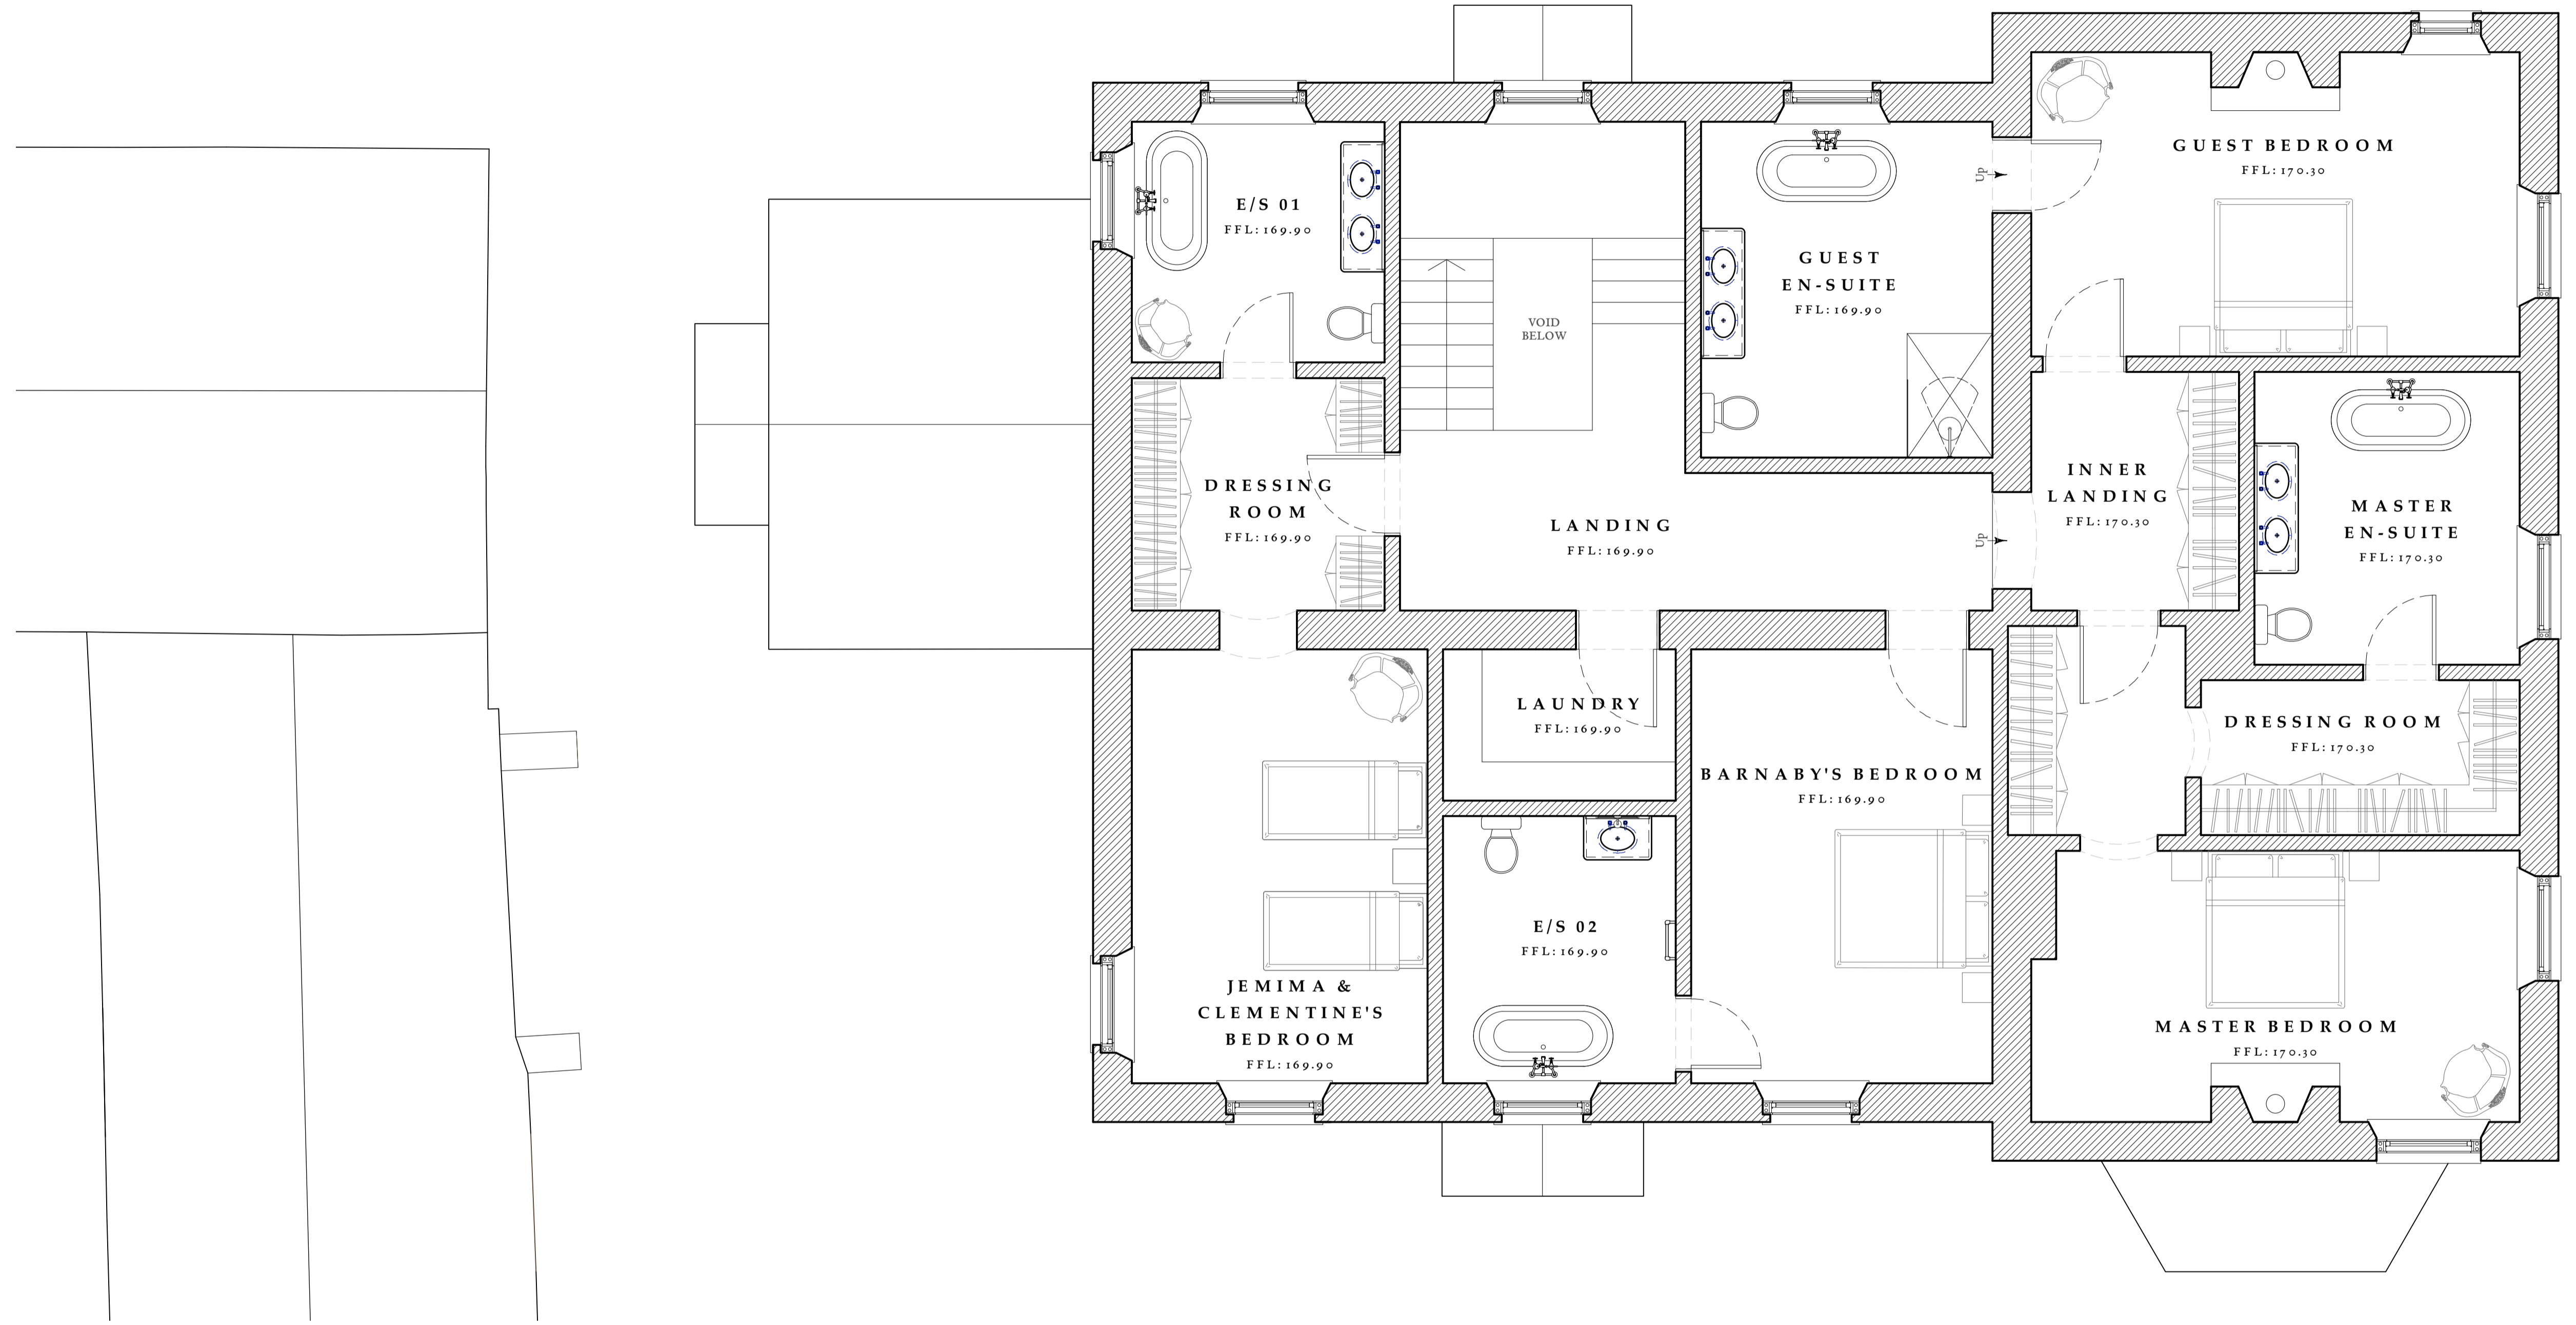 GUEST BEDROOM
FFL: 170.30
E/S 01
FFL: 169.90
Up
GUEST
EN-SUITE
FFL: 169.90
VOID
BELOW
DRESSING
ROOM
FFL: 169.90
LANDING
FFL: 169.90
Up
INNER
LANDING
FFL: 170.30
MASTER
EN-SUITE
FFL: 170.30
LAUNDRY
FFL: 169.90
DRESSING ROOM
FFL: 170.30
BARNABY'S BEDROOM
FFL: 169.90
E/S 02
FFL: 169.90
JEMIMA &
CLEMENTINE'S
BEDROOM
FFL: 169.90
MASTER BEDROOM
FFL: 170.30